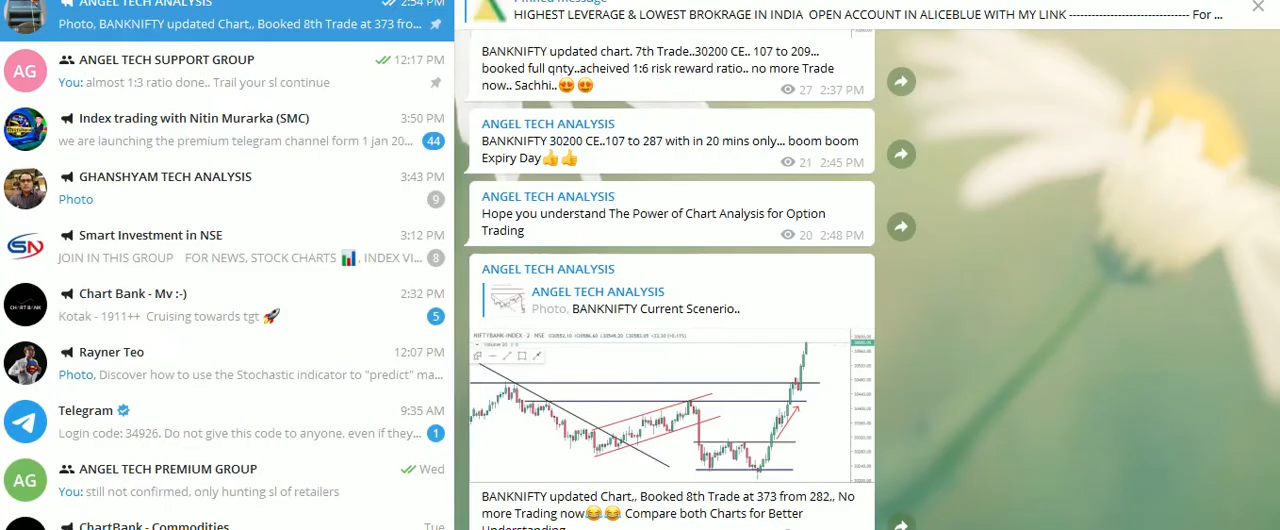 ANGEL TECH ANALYSIS 2:54 PM
Photo, BANKNIFTY updated Chart,, Booked 8th Trade at 373 fro...
AG ANGEL TECH SUPPORT GROUP 12:17 PM
You: almost 1:3 ratio done.. Trail your sl continue
Index trading with Nitin Murarka (SMC) 3:50 PM
we are launching the premium telegram channel form 1 jan 20... 44
GHANSHYAM TECH ANALYSIS 3:43 PM
Photo 9
Smart Investment in NSE 3:12 PM
SN JOIN IN THIS GROUP FOR NEWS, STOCK CHARTS 📊, INDEX VI... 8
Chart Bank - Mv :-) 2:32 PM
Kotak - 1911++ Cruising towards tgt 🚀 5
Rayner Teo 12:07 PM
Photo, Discover how to use the Stochastic indicator to "predict" ma...
Telegram 9:35 AM
Login code: 34926. Do not give this code to anyone, even if they... 1
AG ANGEL TECH PREMIUM GROUP Wed
You: still not confirmed, only hunting sl of retailers
ChartBank - Commodities Tue
Pinned message
HIGHEST LEVERAGE & LOWEST BROKRAGE IN INDIA OPEN ACCOUNT IN ALICEBLUE WITH MY LINK -------------------------------- For ...
BANKNIFTY updated chart. 7th Trade..30200 CE.. 107 to 209...
booked full qnty..acheived 1:6 risk reward ratio.. no more Trade
now.. Sachhi..😍😍
27 2:37 PM
ANGEL TECH ANALYSIS
BANKNIFTY 30200 CE..107 to 287 with in 20 mins only... boom boom
Expiry Day👍👍
21 2:45 PM
ANGEL TECH ANALYSIS
Hope you understand The Power of Chart Analysis for Option
Trading
20 2:48 PM
ANGEL TECH ANALYSIS
ANGEL TECH ANALYSIS
Photo, BANKNIFTY Current Scenerio..
NIFTYBANK-INDEX - 2 - NSE
BANKNIFTY updated Chart,, Booked 8th Trade at 373 from 282,, No
more Trading now😂😂 Compare both Charts for Better
Understanding